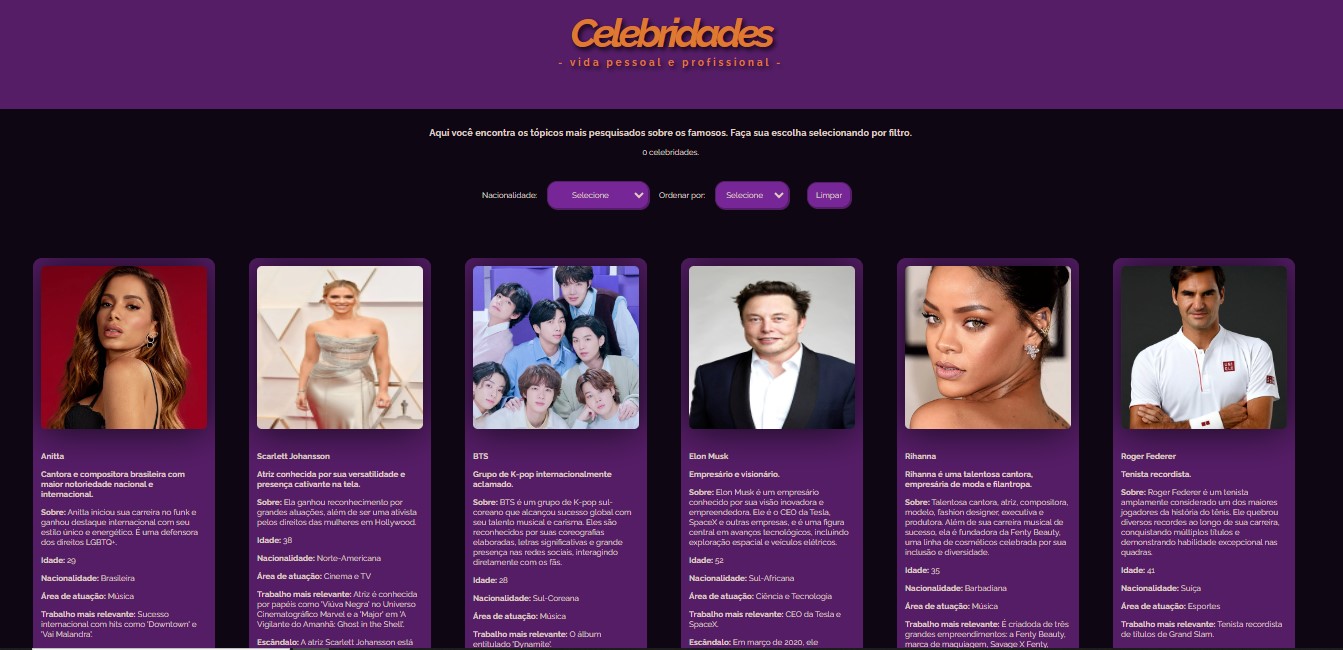 Celebridades
- vida pessoal e profissional -
Aqui você encontra os tópicos mais pesquisados sobre os famosos. Faça sua escolha selecionando por filtro.
0 celebridades.
Nacionalidade: Selecione Ordenar por: Selecione Limpar
Anitta
Cantora e compositora brasileira com
maior notoriedade nacional e
internacional.
Sobre: Anitta iniciou sua carreira no funk e
ganhou destaque internacional com seu
estilo único e energético. É uma defensora
dos direitos LGBTQ+.
Idade: 29
Nacionalidade: Brasileira
Área de atuação: Música
Trabalho mais relevante: Sucesso
internacional com hits como 'Downtown' e
'Vai Malandra'.
Scarlett Johansson
Atriz conhecida por sua versatilidade e
presença cativante na tela.
Sobre: Ela ganhou reconhecimento por
grandes atuações, além de ser uma ativista
pelos direitos das mulheres em Hollywood.
Idade: 38
Nacionalidade: Norte-Americana
Área de atuação: Cinema e TV
Trabalho mais relevante: Atriz é conhecida
por papéis como 'Viúva Negra' no Universo
Cinematográfico Marvel e a 'Major' em 'A
Vigilante do Amanhã: Ghost in the Shell'.
Escândalo: A atriz Scarlett Johansson está
BTS
Grupo de K-pop internacionalmente
aclamado.
Sobre: BTS é um grupo de K-pop sul-
coreano que alcançou sucesso global com
seu talento musical e carisma. Eles são
reconhecidos por suas coreografias
elaboradas, letras significativas e grande
presença nas redes sociais, interagindo
diretamente com os fãs.
Idade: 28
Nacionalidade: Sul-Coreana
Área de atuação: Música
Trabalho mais relevante: O álbum
entitulado 'Dynamite'.
Elon Musk
Empresário e visionário.
Sobre: Elon Musk é um empresário
conhecido por sua visão inovadora e
empreendedora. Ele é o CEO da Tesla,
SpaceX e outras empresas, e é uma figura
central em avanços tecnológicos, incluindo
exploração espacial e veículos elétricos.
Idade: 52
Nacionalidade: Sul-Africana
Área de atuação: Ciência e Tecnologia
Trabalho mais relevante: CEO da Tesla e
SpaceX.
Escândalo: Em março de 2020, ele
Rihanna
Rihanna é uma talentosa cantora,
empresária de moda e filantropa.
Sobre: Talentosa cantora, atriz, compositora,
modelo, fashion designer, executiva e
produtora. Além de sua carreira musical de
sucesso, ela é fundadora da Fenty Beauty,
uma linha de cosméticos celebrada por sua
inclusão e diversidade.
Idade: 35
Nacionalidade: Barbadiana
Área de atuação: Música
Trabalho mais relevante: É criadoza de três
grandes empreendimentos: a Fenty Beauty,
marca de maquiagem, Savage X Fenty,
Roger Federer
Tenista recordista.
Sobre: Roger Federer é um tenista
amplamente considerado um dos maiores
jogadores da história do tênis. Ele quebrou
diversos recordes ao longo de sua carreira,
conquistando múltiplos títulos e
demonstrando habilidade excepcional nas
quadras.
Idade: 41
Nacionalidade: Suíça
Área de atuação: Esportes
Trabalho mais relevante: Tenista recordista
de títulos de Grand Slam.